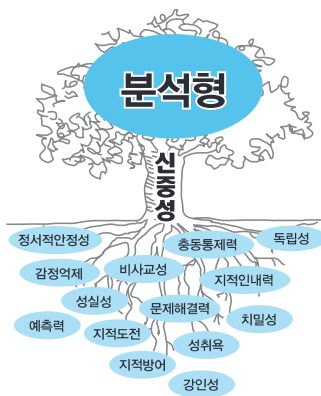 분석형
신중성
정서적안정성
충동통제력
독립성
감정억제
비사교성
지적인내력
성실성
문제해결력
치밀성
예측력
지적도전
성취욕
지적방어
강인성